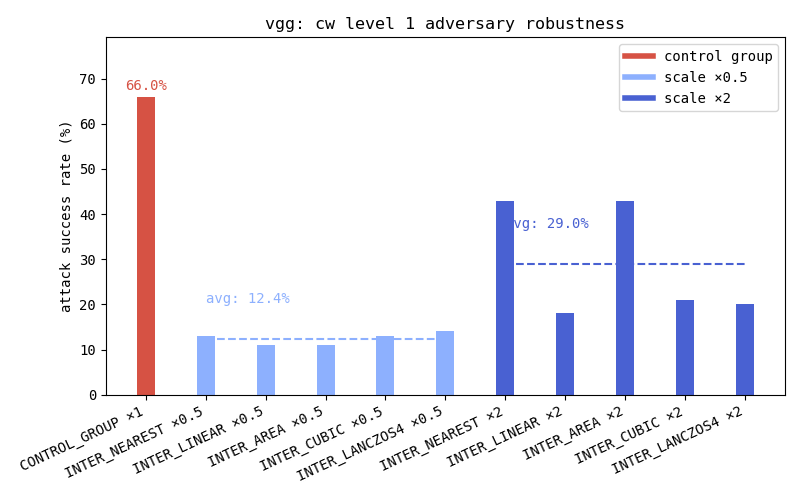 vgg: cw level 1 adversary robustness
control group
scale ×0.5
scale ×2
attack success rate (%)
70
60
50
40
30
20
10
0
66.0%
avg: 12.4%
vg: 29.0%
CONTROL_GROUP ×1
INTER_NEAREST ×0.5
INTER_LINEAR ×0.5
INTER_AREA ×0.5
INTER_CUBIC ×0.5
INTER_LANCZOS4 ×0.5
INTER_NEAREST ×2
INTER_LINEAR ×2
INTER_AREA ×2
INTER_CUBIC ×2
INTER_LANCZOS4 ×2